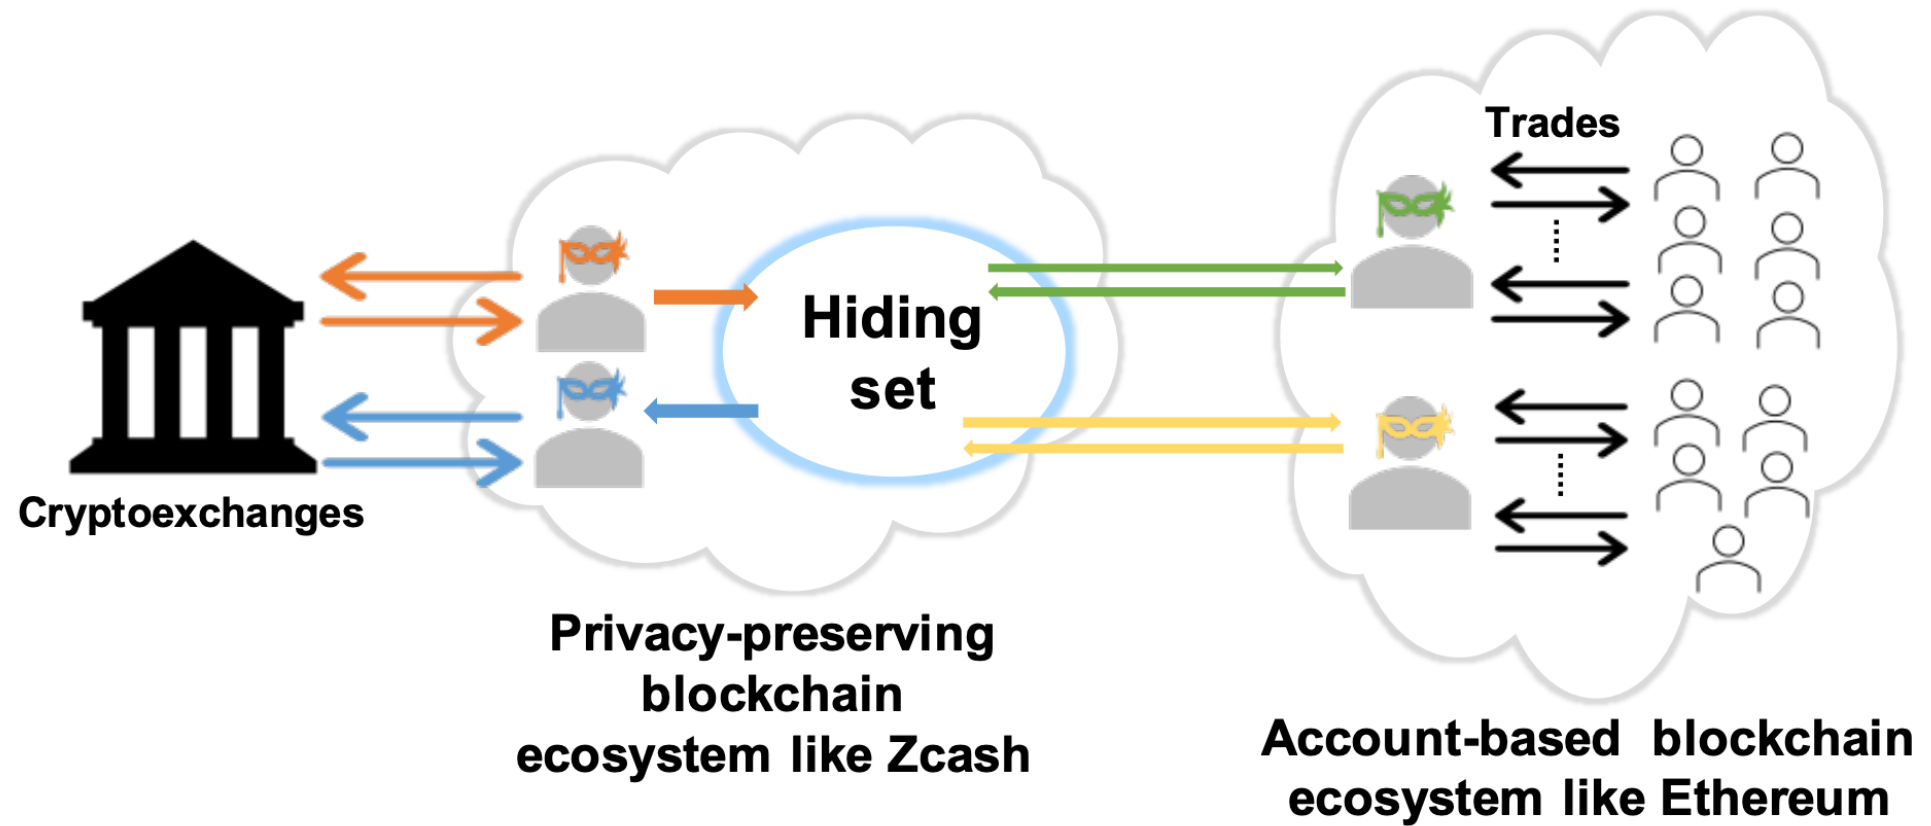 Trades
Hiding
set
Cryptoexchanges
Privacy-preserving
blockchain
ecosystem like Zcash
Account-based blockchain
ecosystem like Ethereum